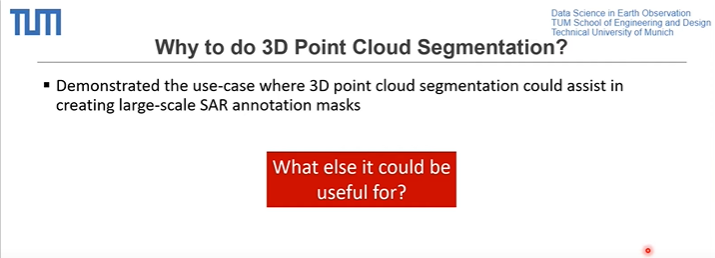 TUM
Data Science in Earth Observation
TUM School of Engineering and Design
Technical University of Munich
Why to do 3D Point Cloud Segmentation?
▪ Demonstrated the use-case where 3D point cloud segmentation could assist in
creating large-scale SAR annotation masks
What else it could be
useful for?